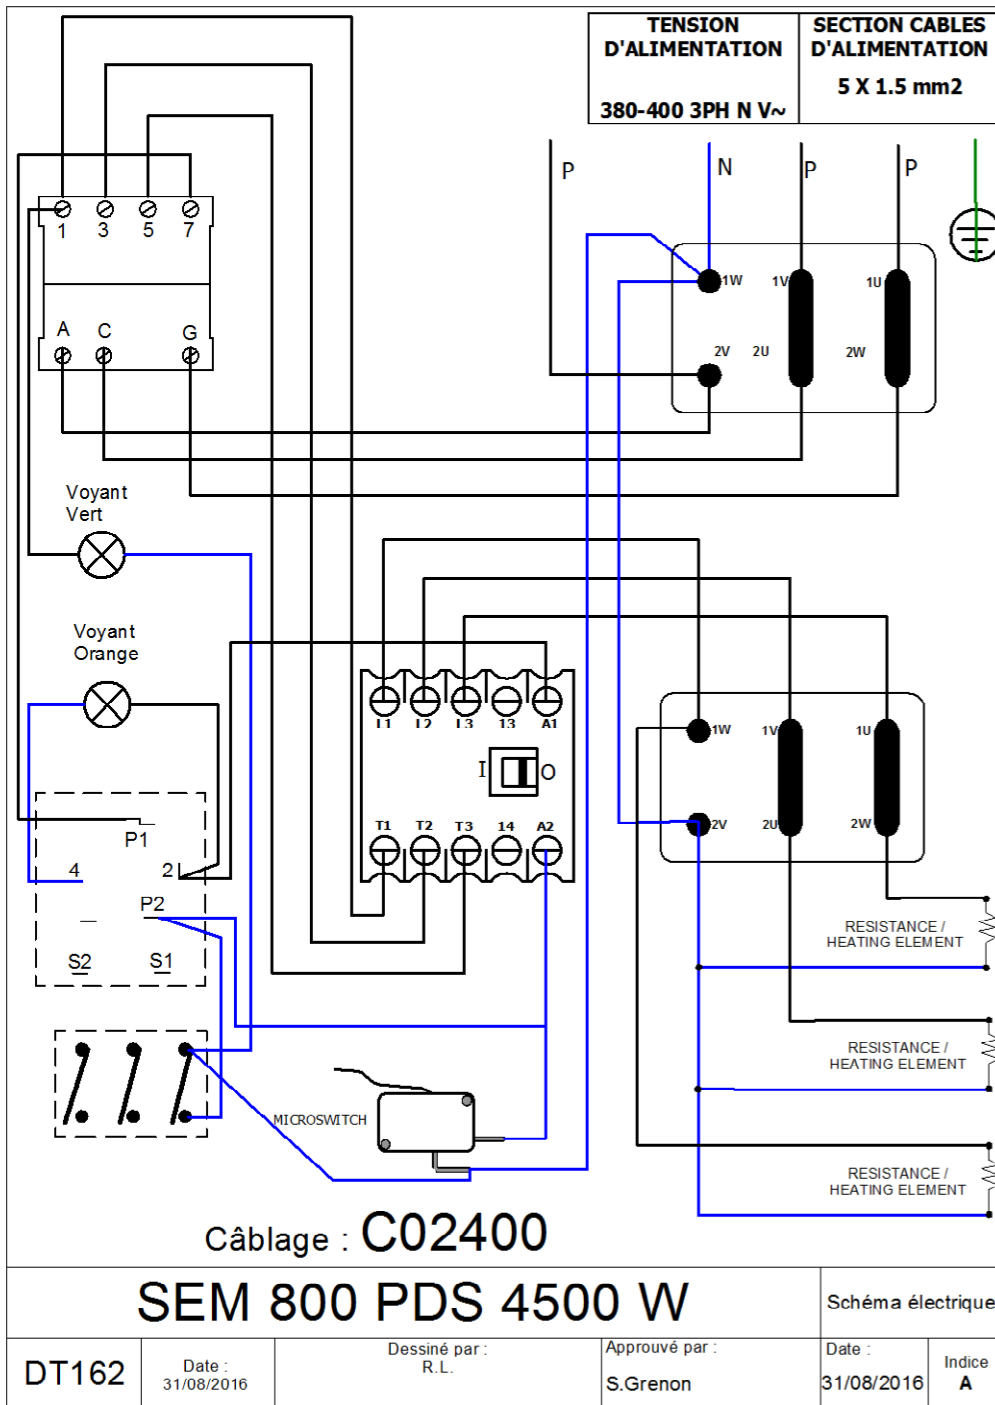 TENSION
D'ALIMENTATION
380-400 3PH N V~
SECTION CABLES
D'ALIMENTATION
5 X 1.5 mm2
P
N
P
P
1 3 5 7
A C G
1W 1V 1U
2V 2U 2W
Voyant
Vert
Voyant
Orange
L1 L2 L3 13 A1
I O
T1 T2 T3 14 A2
1W 1V 1U
2V 2U 2W
P1
4 2
P2
S2 S1
RESISTANCE /
HEATING ELEMENT
RESISTANCE /
HEATING ELEMENT
RESISTANCE /
HEATING ELEMENT
MICROSWITCH
Câblage : C02400
SEM 800 PDS 4500 W
Schéma électrique
DT162
Date :
31/08/2016
Dessiné par :
R.L.
Approuvé par :
S.Grenon
Date :
31/08/2016
Indice
A